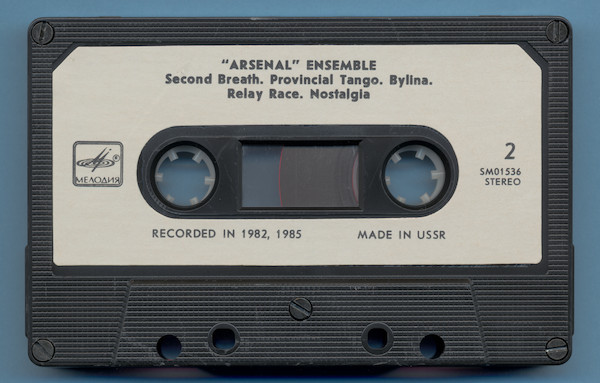 "ARSENAL" ENSEMBLE
Second Breath. Provincial Tango. Bylina.
Relay Race. Nostalgia
МЕЛОДИЯ
2
SM01536
STEREO
RECORDED IN 1982, 1985
MADE IN USSR